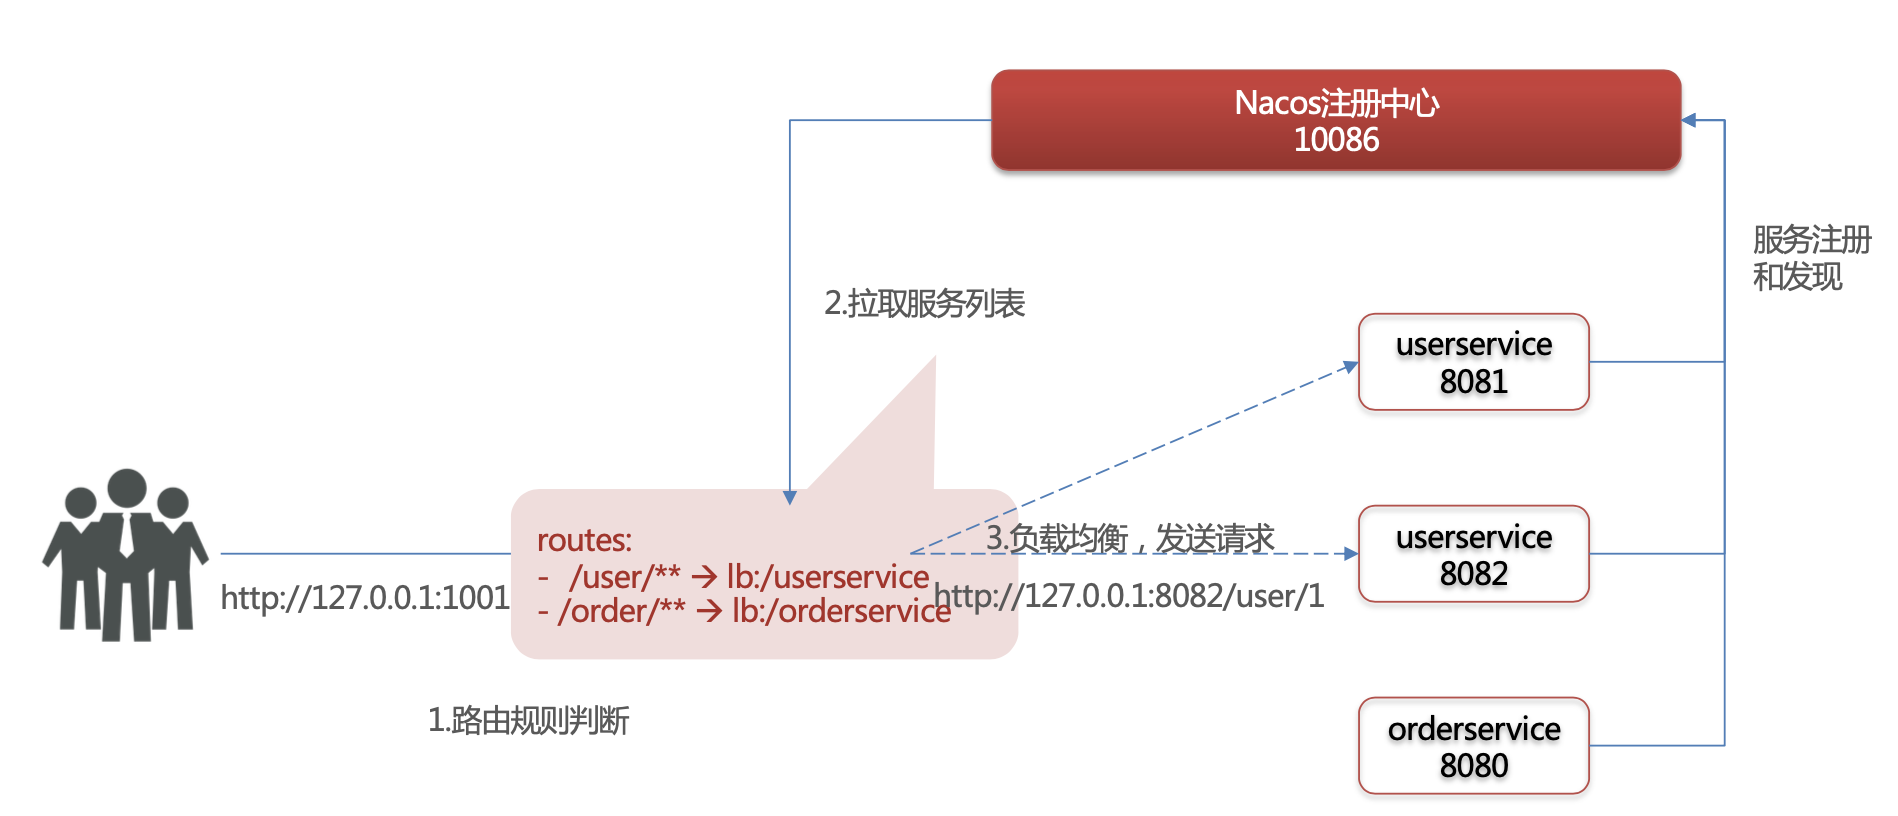 Nacos注册中心
10086
服务注册
和发现
2.拉取服务列表
userservice
8081
routes:
- /user/** → lb:/userservice
- /order/** → lb:/orderservice
3.负载均衡，发送请求
http://127.0.0.1:8082/user/1
userservice
8082
http://127.0.0.1:1001
1.路由规则判断
orderservice
8080